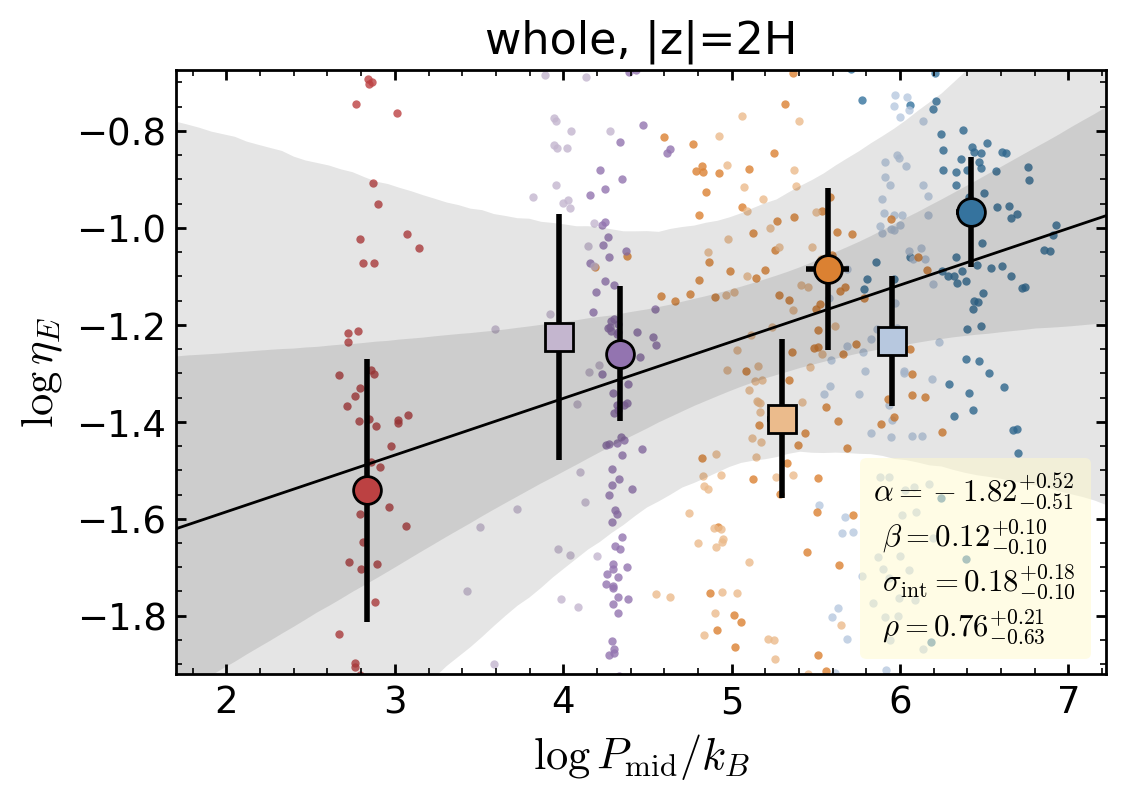 whole, |z|=2H
log η_E
−0.8
−1.0
−1.2
−1.4
−1.6
−1.8
α = − 1.82^{+0.52}_{−0.51}
β = 0.12^{+0.10}_{−0.10}
σ_int = 0.18^{+0.18}_{−0.10}
ρ = 0.76^{+0.21}_{−0.63}
2 3 4 5 6 7
log P_mid/k_B